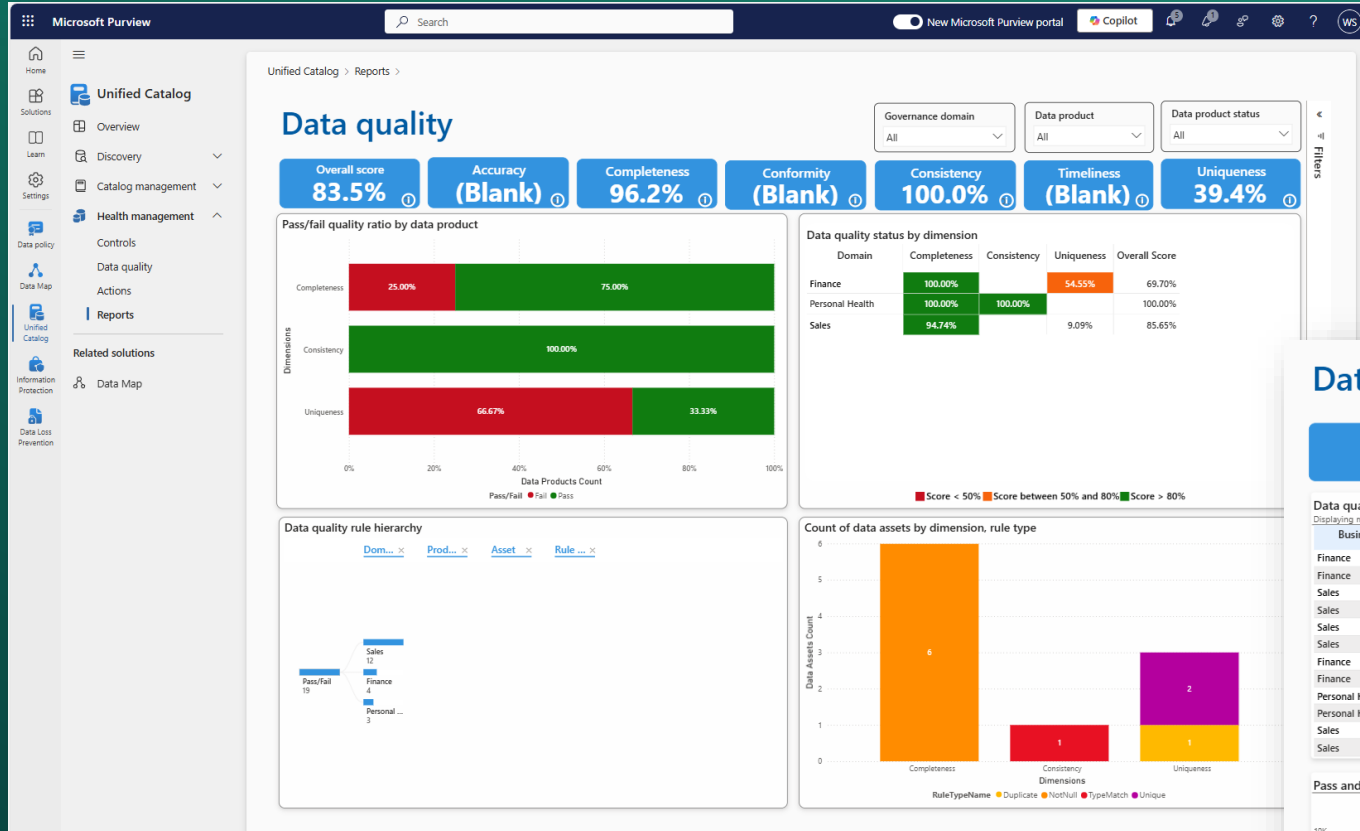 Microsoft Purview
Search
New Microsoft Purview portal
Copilot
5
1
?
WS
Home
Solutions
Learn
Settings
Data policy
Data Map
Unified Catalog
Information Protection
Data Loss Prevention
Unified Catalog
Overview
Discovery
Catalog management
Health management
Controls
Data quality
Actions
Reports
Related solutions
Data Map
Unified Catalog > Reports >
Data quality
Governance domain
All
Data product
All
Data product status
All
Filters
Overall score
83.5%
Accuracy
(Blank)
Completeness
96.2%
Conformity
(Blank)
Consistency
100.0%
Timeliness
(Blank)
Uniqueness
39.4%
Pass/fail quality ratio by data product
Dimensions
Completeness 25.00% 75.00%
Consistency 100.00%
Uniqueness 66.67% 33.33%
0% 20% 40% 60% 80% 100%
Data Products Count
Pass/Fail Fail Pass
Data quality status by dimension
Domain Completeness Consistency Uniqueness Overall Score
Finance 100.00% 54.55% 69.70%
Personal Health 100.00% 100.00% 100.00%
Sales 94.74% 9.09% 85.65%
Score < 50% Score between 50% and 80% Score > 80%
Data quality rule hierarchy
Dom... × Prod... × Asset × Rule ... ×
Pass/Fail
19
Sales
12
Finance
4
Personal ...
3
Count of data assets by dimension, rule type
Data Assets Count
6
5
4
3
2
1
0
6
1
2
1
Completeness Consistency Uniqueness
Dimensions
RuleTypeName Duplicate NotNull TypeMatch Unique
Dat
Data qua
Displaying
Busi
Finance
Finance
Sales
Sales
Sales
Sales
Finance
Finance
Personal H
Personal H
Sales
Sales
Pass and